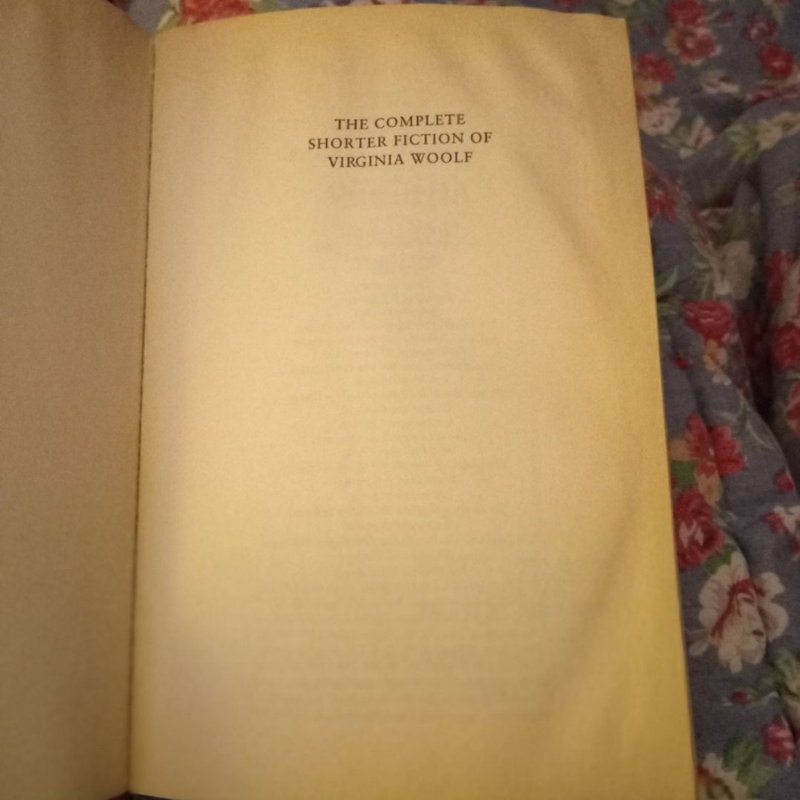 THE COMPLETE
SHORTER FICTION OF
VIRGINIA WOOLF